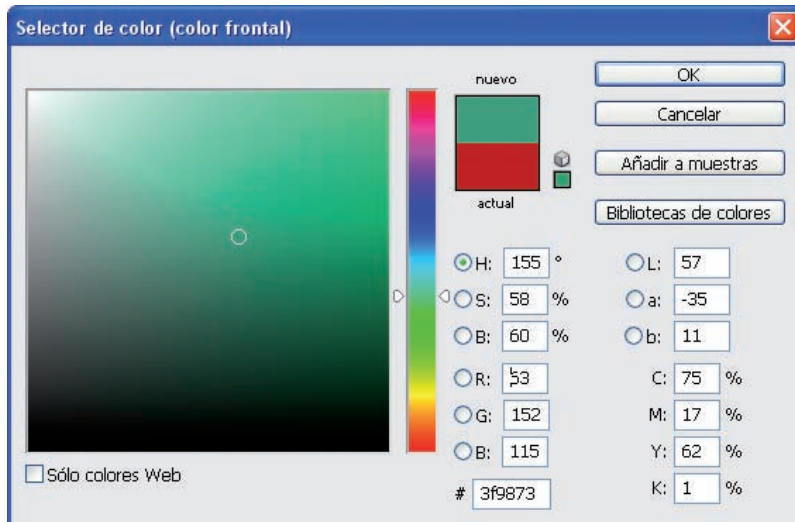 Selector de color (color frontal)
nuevo
actual
OK
Cancelar
Añadir a muestras
Bibliotecas de colores
H: 155 °
S: 58 %
B: 60 %
R: 53
G: 152
B: 115
# 3f9873
L: 57
a: -35
b: 11
C: 75 %
M: 17 %
Y: 62 %
K: 1 %
Sólo colores Web